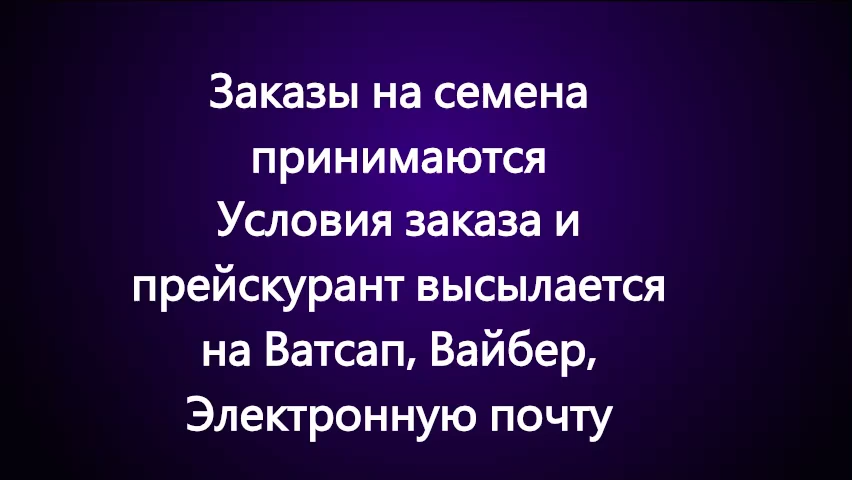 Заказы на семена
принимаются
Условия заказа и
прейскурант высылается
на Ватсап, Вайбер,
Электронную почту